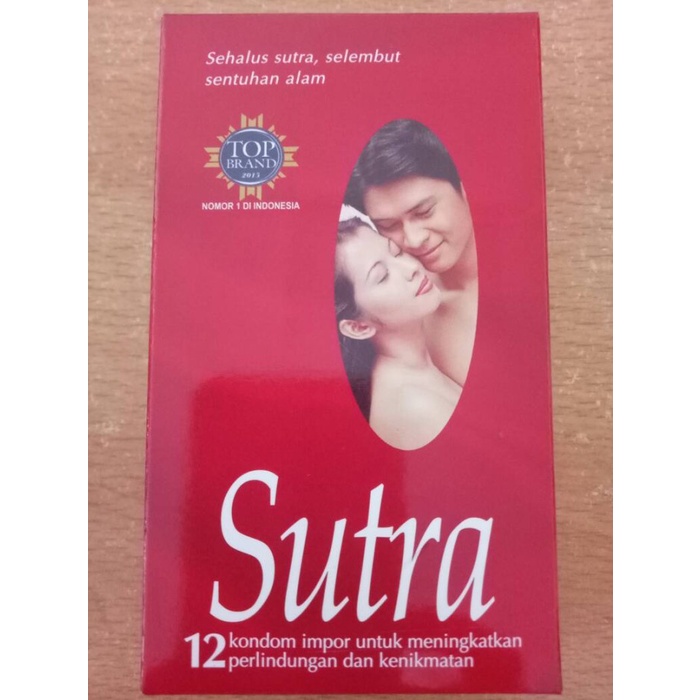 Sehalus sutra, selembut
sentuhan alam
TOP
BRAND
2015
NOMOR 1 DI INDONESIA
Sutra
12 kondom impor untuk meningkatkan
perlindungan dan kenikmatan